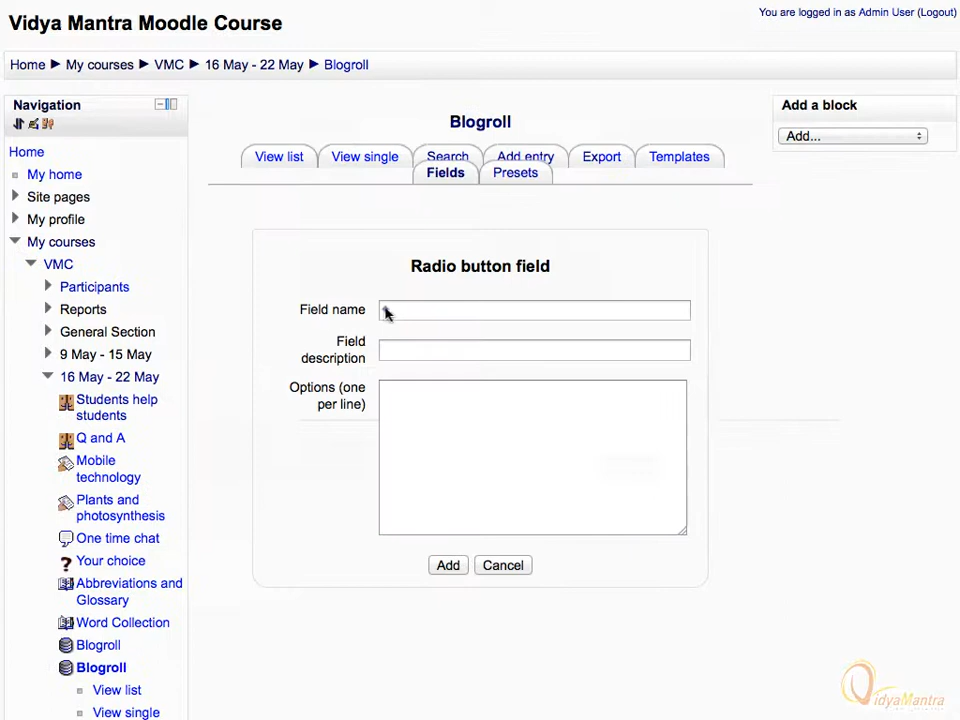 Vidya Mantra Moodle Course
You are logged in as Admin User (Logout)
Home ► My courses ► VMC ► 16 May - 22 May ► Blogroll
Navigation
Home
My home
Site pages
My profile
My courses
VMC
Participants
Reports
General Section
9 May - 15 May
16 May - 22 May
Students help
students
Q and A
Mobile
technology
Plants and
photosynthesis
One time chat
Your choice
Abbreviations and
Glossary
Word Collection
Blogroll
Blogroll
View list
View single
Blogroll
View list
View single
Search
Add entry
Export
Templates
Fields
Presets
Radio button field
Field name
Field
description
Options (one
per line)
Add
Cancel
Add a block
Add...
VidyaMantra